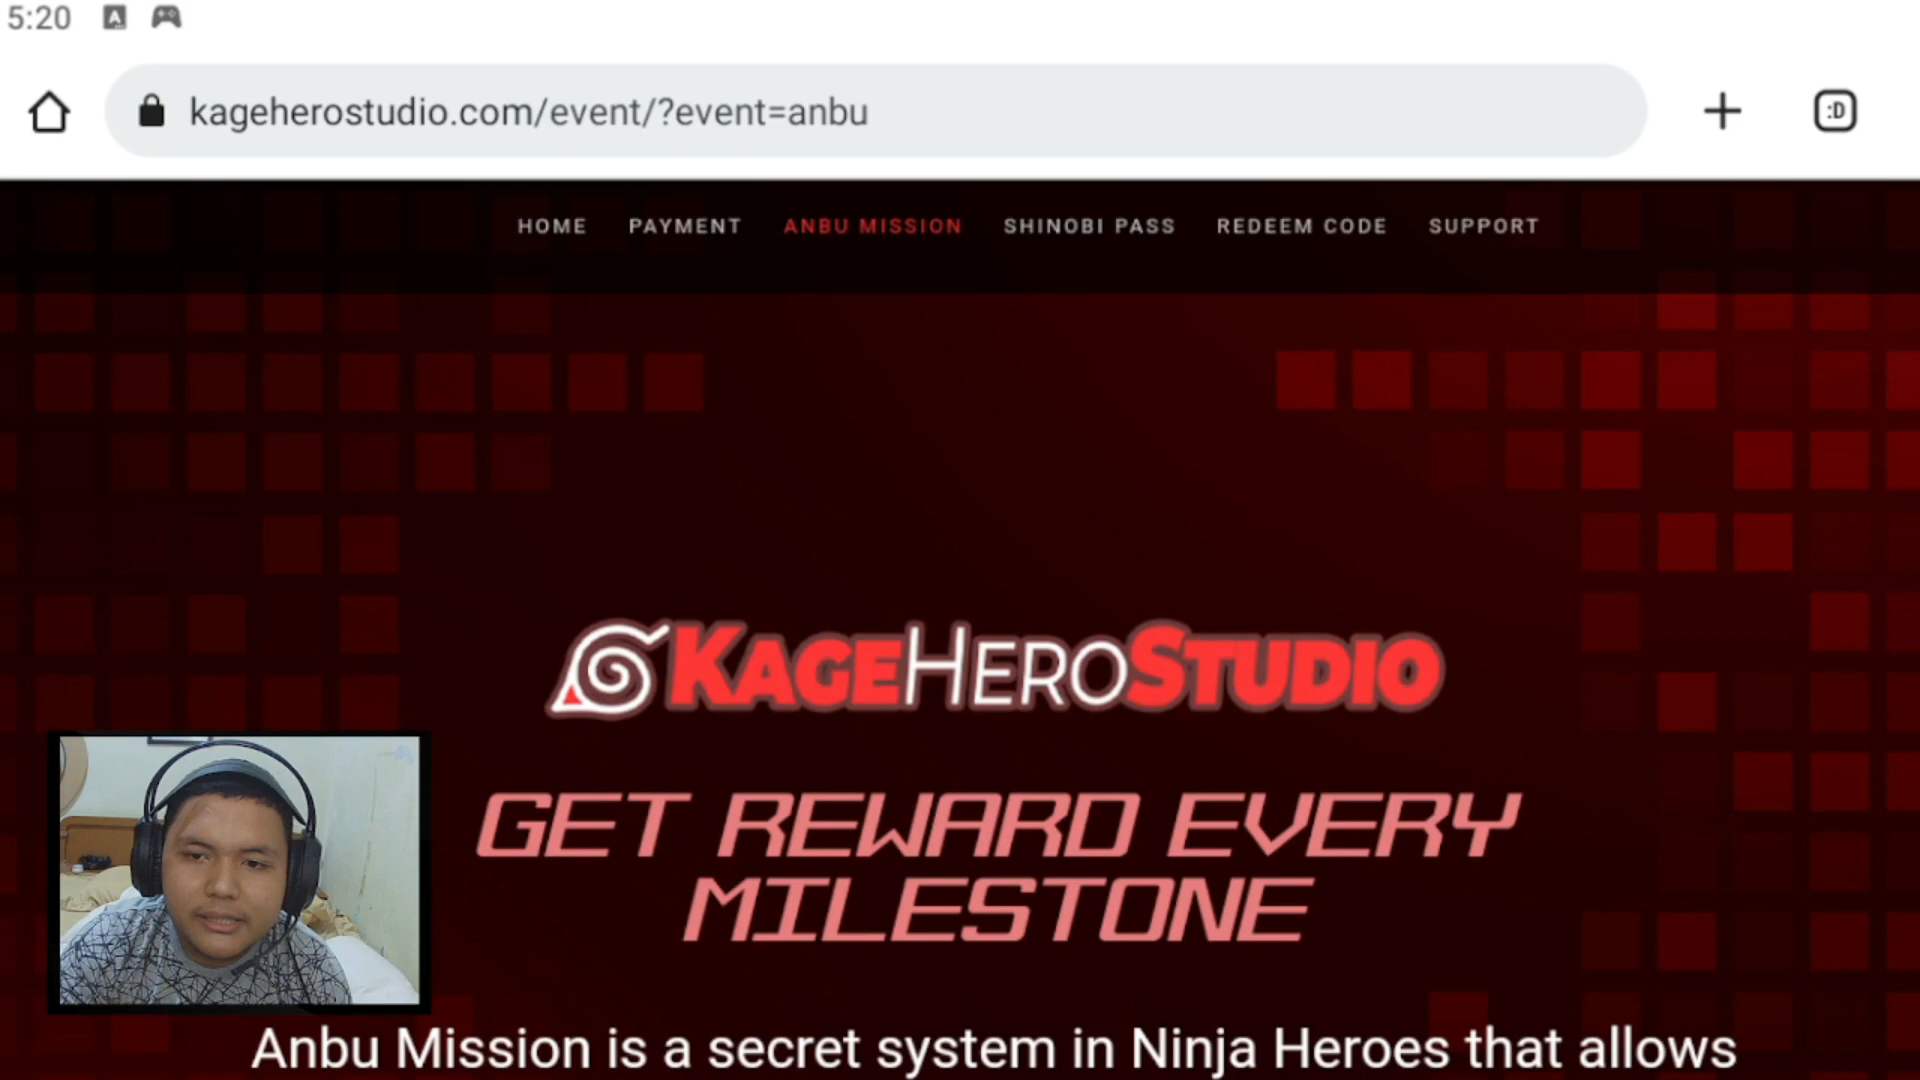 5:20
A
kageherostudio.com/event/?event=anbu
:D
HOME PAYMENT ANBU MISSION SHINOBI PASS REDEEM CODE SUPPORT
KAGEHEROSTUDIO
GET REWARD EVERY
MILESTONE
Anbu Mission is a secret system in Ninja Heroes that allows